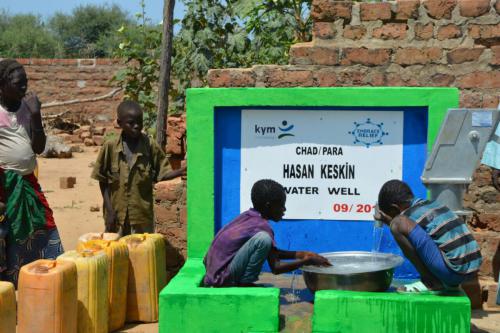 kym
EMBRACE
RELIEF
CHAD/PARA
HASAN KESKİN
WATER WELL
09/20